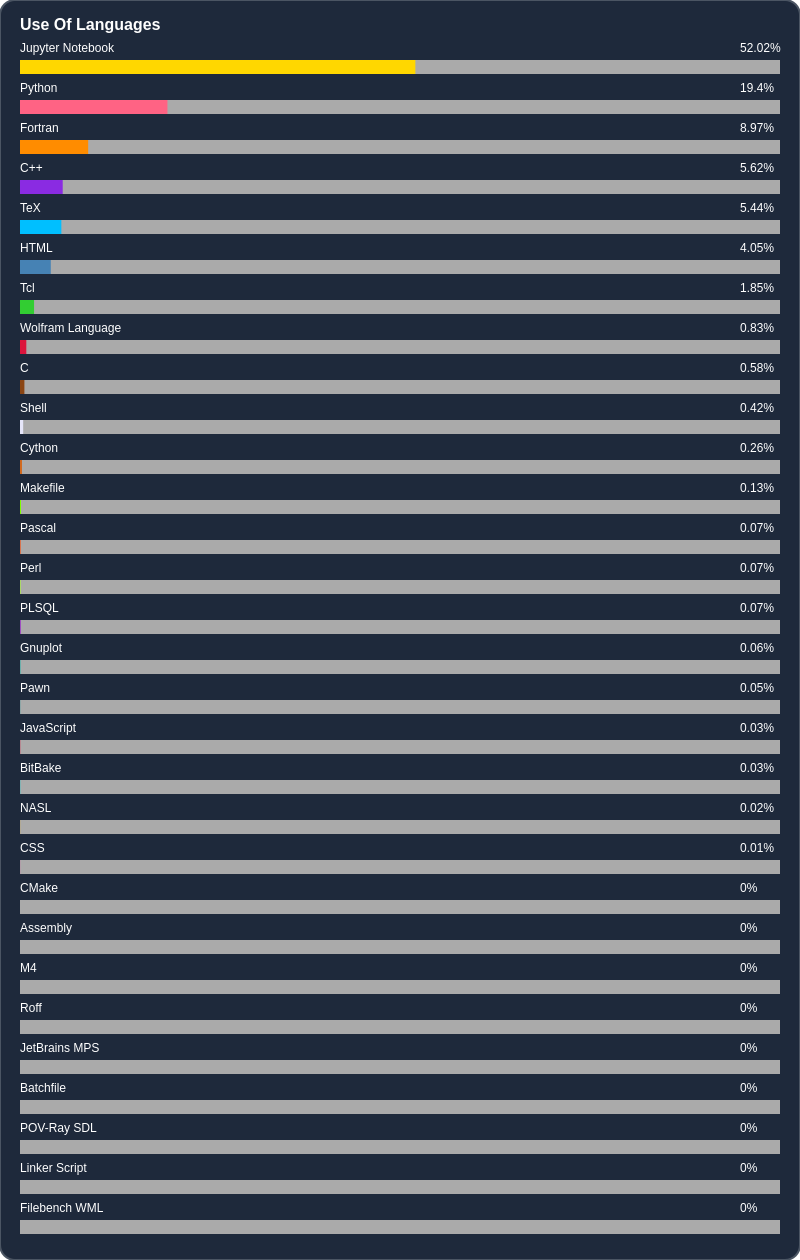 Use Of Languages
Jupyter Notebook 52.02%
Python 19.4%
Fortran 8.97%
C++ 5.62%
TeX 5.44%
HTML 4.05%
Tcl 1.85%
Wolfram Language 0.83%
C 0.58%
Shell 0.42%
Cython 0.26%
Makefile 0.13%
Pascal 0.07%
Perl 0.07%
PLSQL 0.07%
Gnuplot 0.06%
Pawn 0.05%
JavaScript 0.03%
BitBake 0.03%
NASL 0.02%
CSS 0.01%
CMake 0%
Assembly 0%
M4 0%
Roff 0%
JetBrains MPS 0%
Batchfile 0%
POV-Ray SDL 0%
Linker Script 0%
Filebench WML 0%